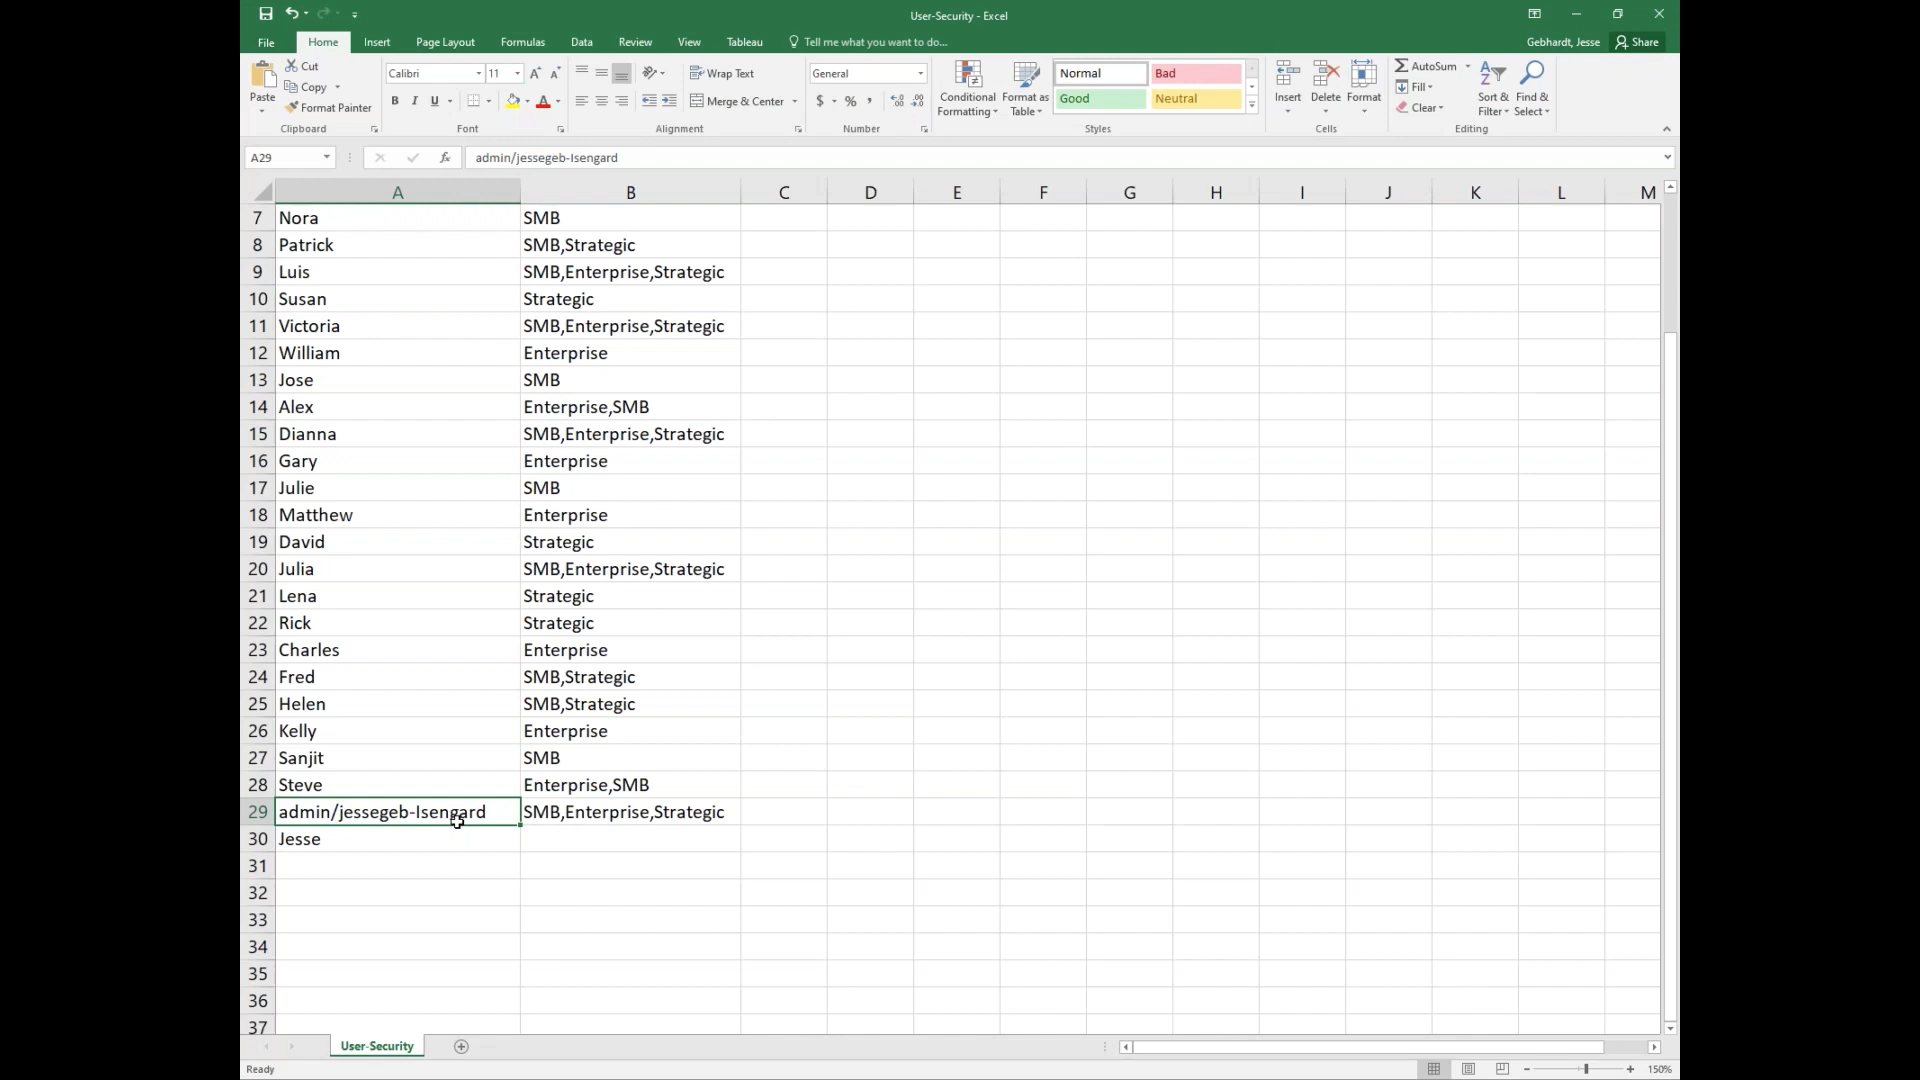 User-Security - Excel
File Home Insert Page Layout Formulas Data Review View Tableau Tell me what you want to do... Gebhardt, Jesse Share
Paste Cut Copy Format Painter Clipboard
Calibri 11 A A B I U A Font
Wrap Text Merge & Center Alignment
General $ % , Number
Conditional Formatting Format as Table Normal Bad Good Neutral Styles
Insert Delete Format Cells
AutoSum Fill Clear Sort & Filter Find & Select Editing
A29 fx admin/jessegeb-Isengard
A B C D E F G H I J K L M
7 Nora SMB
8 Patrick SMB,Strategic
9 Luis SMB,Enterprise,Strategic
10 Susan Strategic
11 Victoria SMB,Enterprise,Strategic
12 William Enterprise
13 Jose SMB
14 Alex Enterprise,SMB
15 Dianna SMB,Enterprise,Strategic
16 Gary Enterprise
17 Julie SMB
18 Matthew Enterprise
19 David Strategic
20 Julia SMB,Enterprise,Strategic
21 Lena Strategic
22 Rick Strategic
23 Charles Enterprise
24 Fred SMB,Strategic
25 Helen SMB,Strategic
26 Kelly Enterprise
27 Sanjit SMB
28 Steve Enterprise,SMB
29 admin/jessegeb-Isengard SMB,Enterprise,Strategic
30 Jesse
31
32
33
34
35
36
37
User-Security
Ready 150%